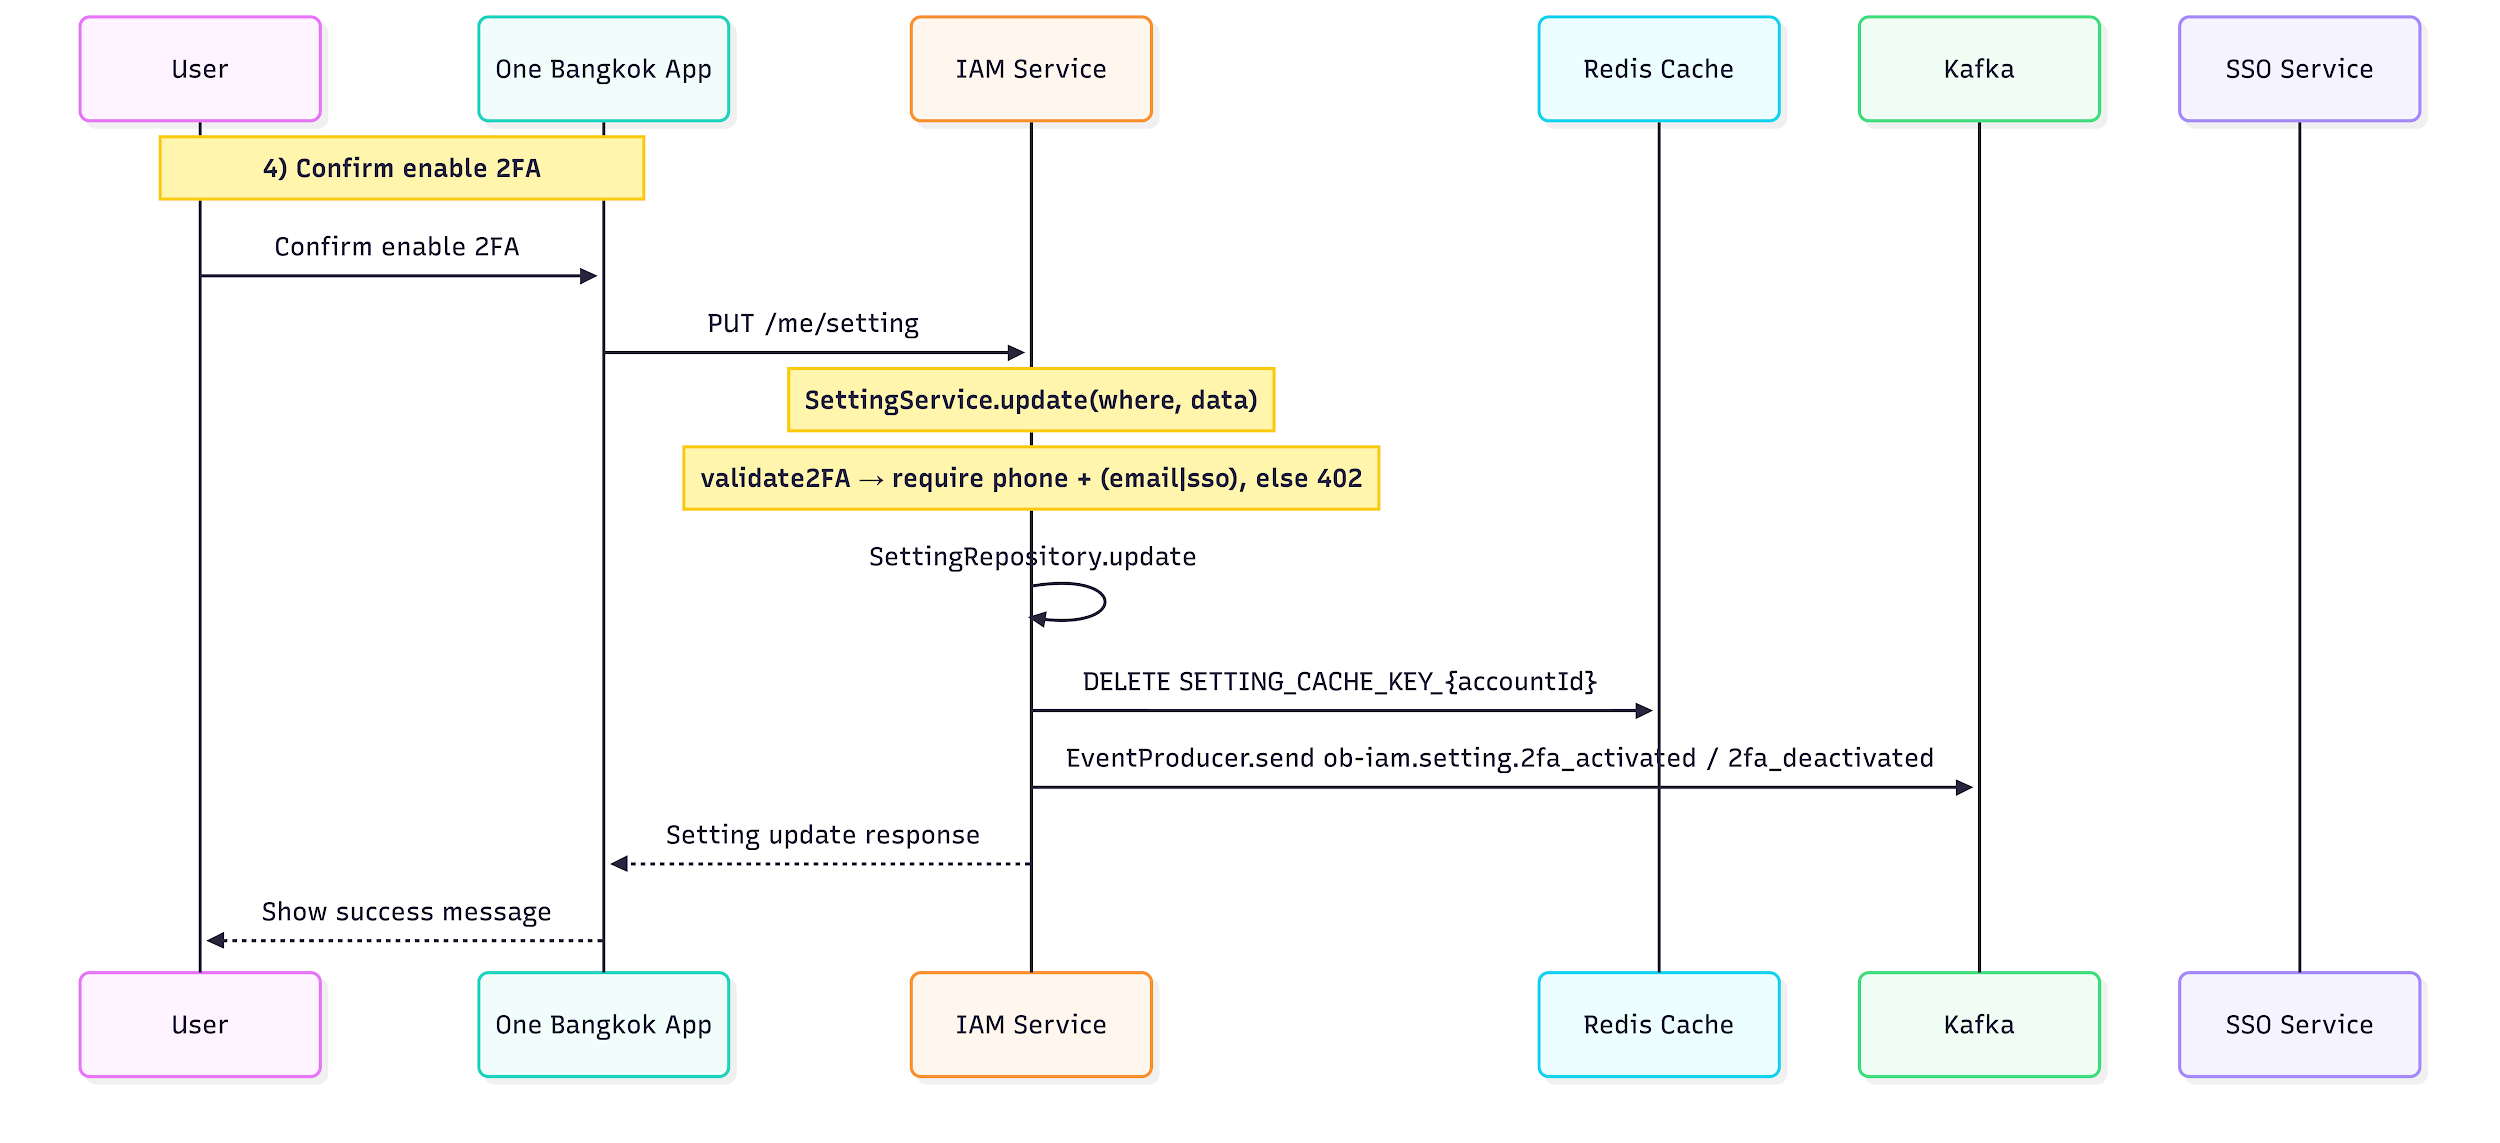 User
One Bangkok App
IAM Service
Redis Cache
Kafka
SSO Service
4) Confirm enable 2FA
Confirm enable 2FA
PUT /me/setting
SettingService.update(where, data)
validate2FA → require phone + (email|sso), else 402
SettingRepository.update
DELETE SETTING_CACHE_KEY_{accountId}
EventProducer.send ob-iam.setting.2fa_activated / 2fa_deactivated
Setting update response
Show success message
User
One Bangkok App
IAM Service
Redis Cache
Kafka
SSO Service